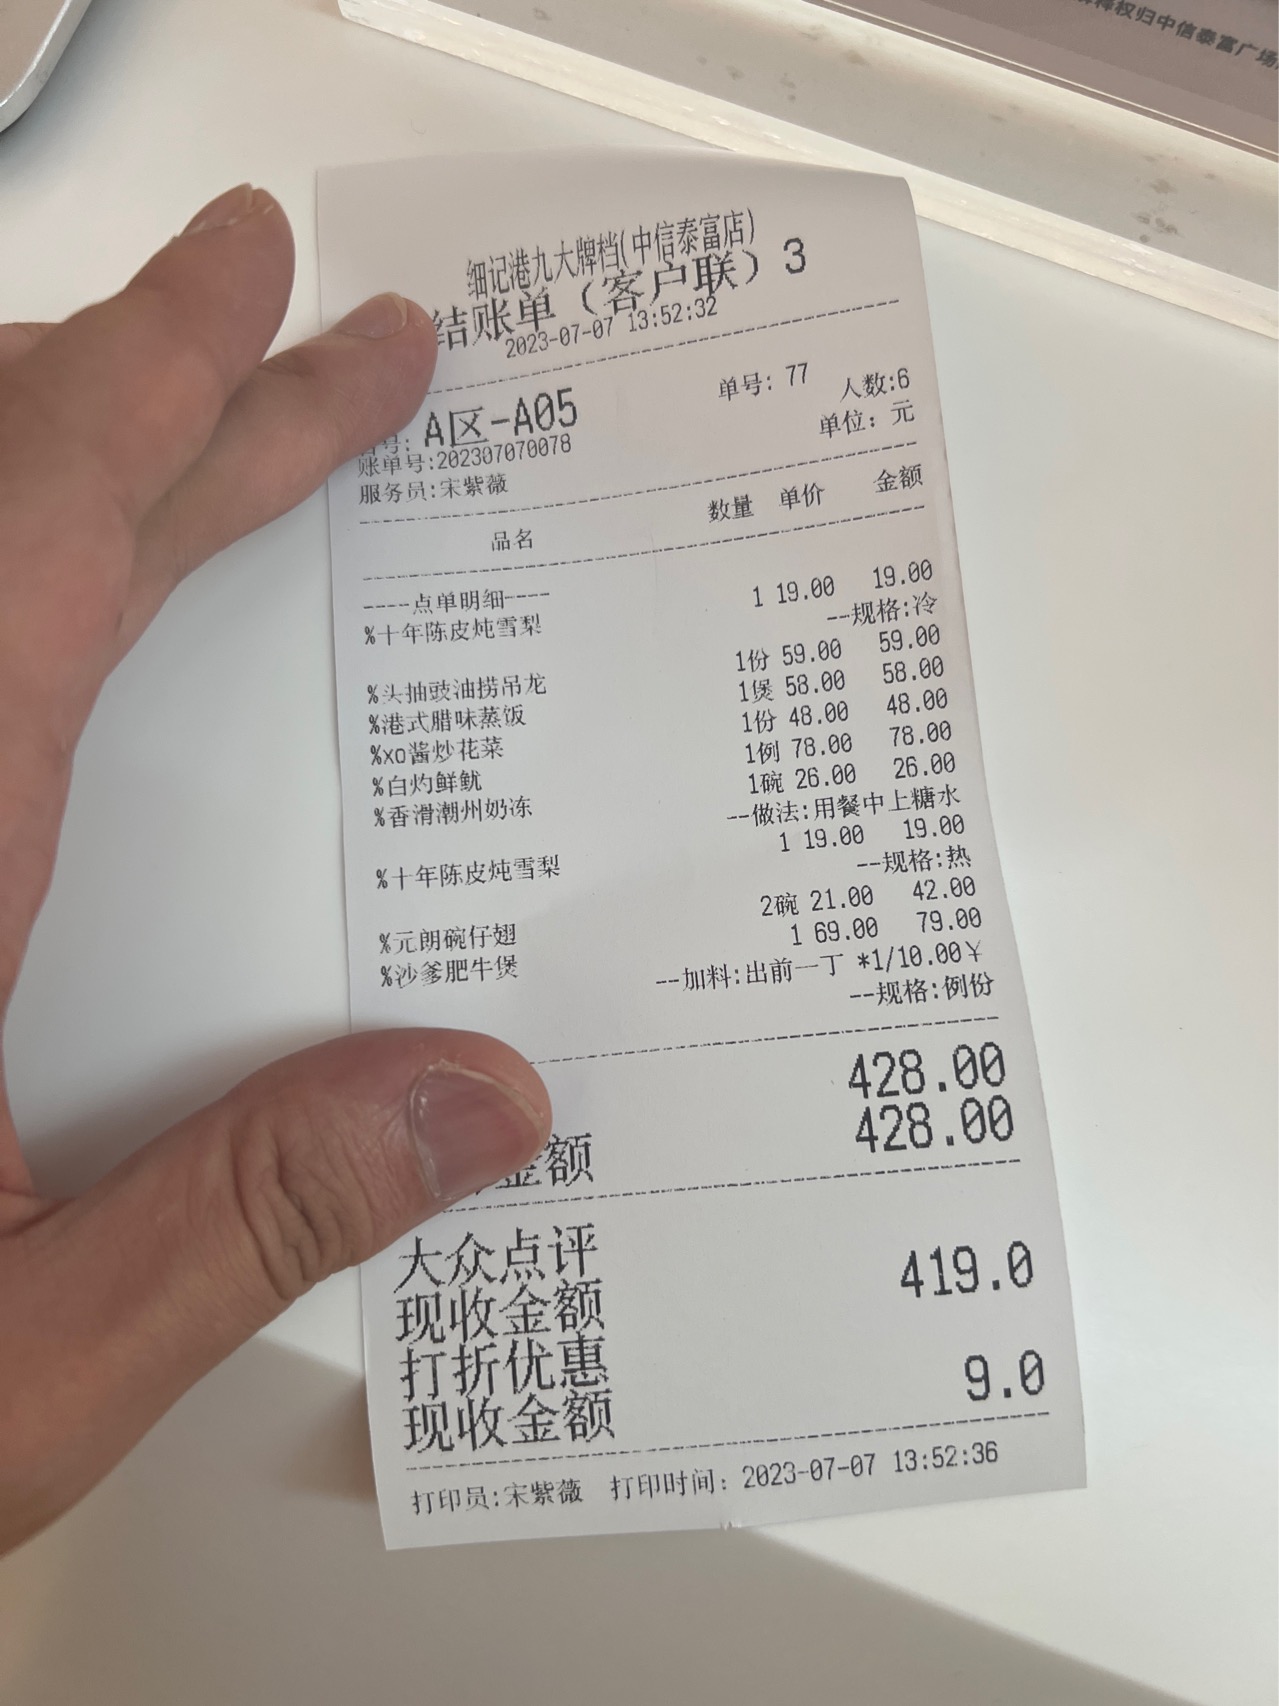 释权归中信泰富广场
细记港九大牌档(中信泰富店)
结账单（客户联）3
2023-07-07 13:52:32
号: A区-A05 单号: 77 人数:6
账单号:202307070078 单位: 元
服务员:宋紫薇
品名 数量 单价 金额
----点单明细----
%十年陈皮炖雪梨 1 19.00 19.00
--规格:冷
%头抽豉油捞吊龙 1份 59.00 59.00
%港式腊味蒸饭 1煲 58.00 58.00
%xo酱炒花菜 1份 48.00 48.00
%白灼鲜鱿 1例 78.00 78.00
%香滑潮州奶冻 1碗 26.00 26.00
--做法:用餐中上糖水
%十年陈皮炖雪梨 1 19.00 19.00
--规格:热
%元朗碗仔翅 2碗 21.00 42.00
%沙爹肥牛煲 1 69.00 79.00
--加料:出前一丁 *1/10.00￥
--规格:例份
428.00
金额 428.00
大众点评
现收金额 419.0
打折优惠
现收金额 9.0
打印员:宋紫薇 打印时间: 2023-07-07 13:52:36